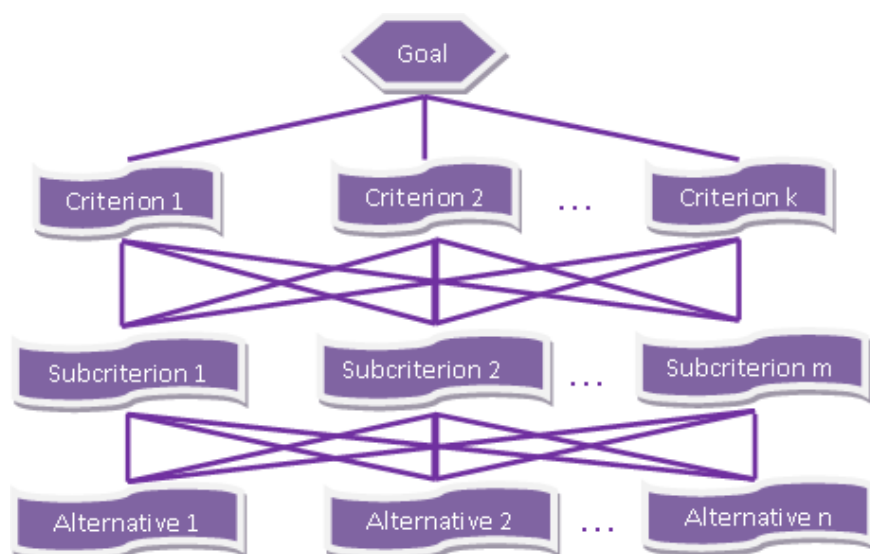 Goal
Criterion 1
Criterion 2
...
Criterion k
Subcriterion 1
Subcriterion 2
...
Subcriterion m
Alternative 1
Alternative 2
...
Alternative n